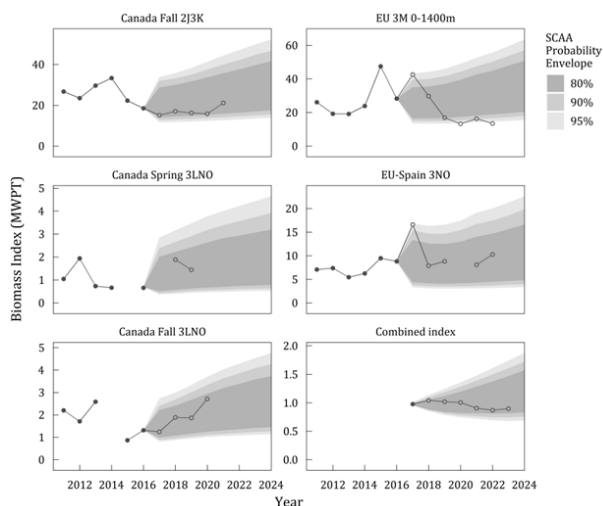 Canada Fall 2J3K
EU 3M 0-1400m
40
20
0
60
40
20
0
SCAA
Probability
Envelope
80%
90%
95%
Canada Spring 3LNO
EU-Spain 3NO
5
4
3
2
1
0
20
15
10
5
0
Biomass Index (MWPT)
Canada Fall 3LNO
Combined index
5
4
3
2
1
0
2.0
1.5
1.0
0.5
0.0
2012 2014 2016 2018 2020 2022 2024
2012 2014 2016 2018 2020 2022 2024
Year